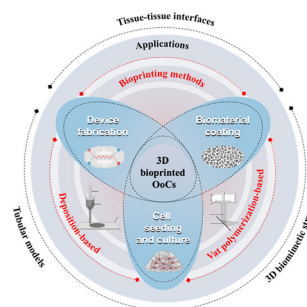 Tissue-tissue interfaces
Applications
Bioprinting methods
Device
fabrication
Biomaterial
coating
3D
bioprinted
OoCs
Cell
seeding
and culture
Deposition-based
Vat polymerization-based
Tubular models
3D biomimetic